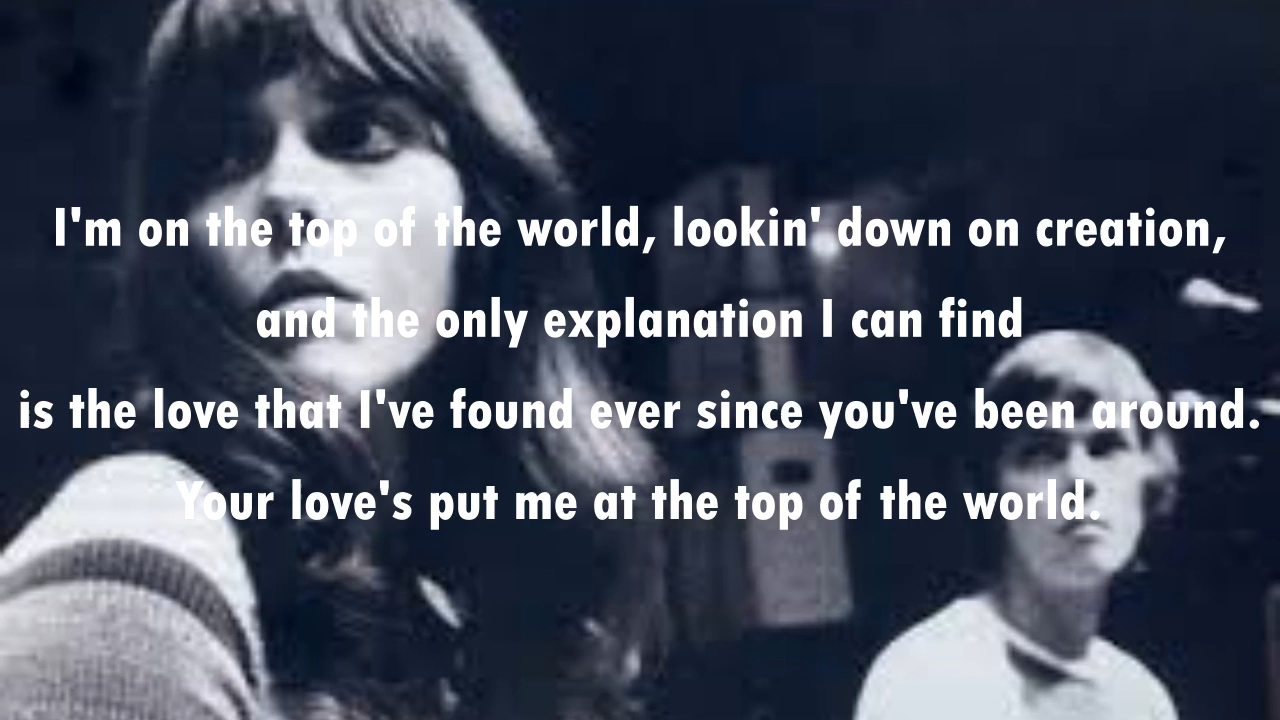 I'm on the top of the world, lookin' down on creation,
and the only explanation I can find
is the love that I've found ever since you've been around.
Your love's put me at the top of the world.